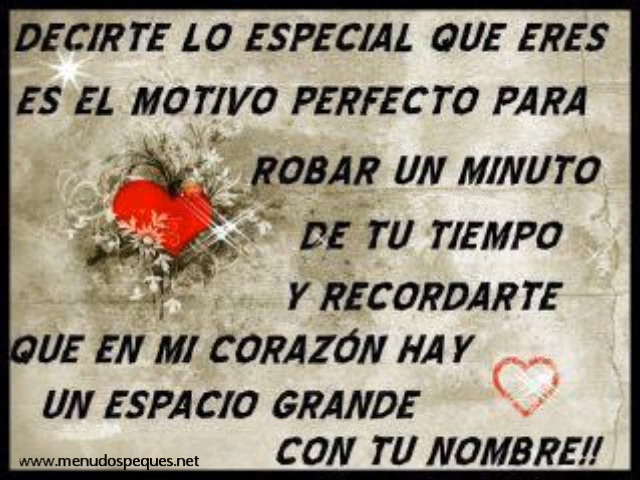 DECIRTE LO ESPECIAL QUE ERES
ES EL MOTIVO PERFECTO PARA
ROBAR UN MINUTO
DE TU TIEMPO
Y RECORDARTE
QUE EN MI CORAZÓN HAY
UN ESPACIO GRANDE
CON TU NOMBRE!!
www.menudospeques.net